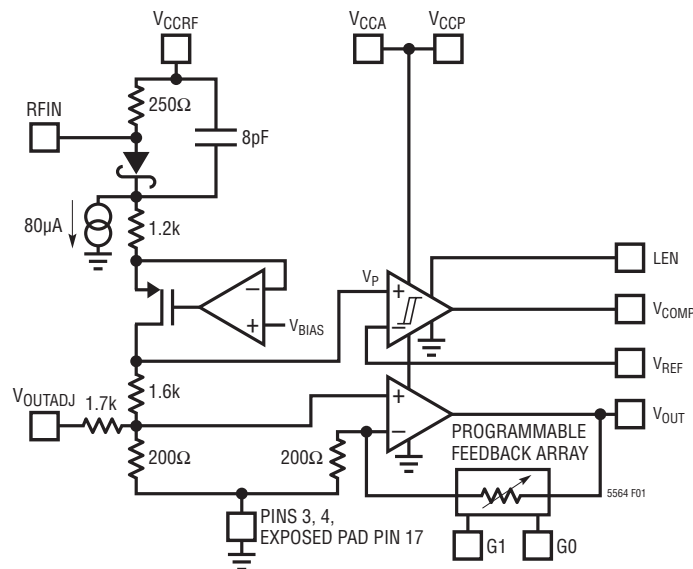 VCCRF
VCCA
VCCP
250Ω
RFIN
8pF
80µA
1.2k
LEN
VP
+
−
−
+
VBIAS
VCOMP
VREF
1.6k
VOUTADJ
1.7k
+
−
VOUT
200Ω
200Ω
PROGRAMMABLE
FEEDBACK ARRAY
5564 F01
PINS 3, 4,
EXPOSED PAD PIN 17
G1
G0